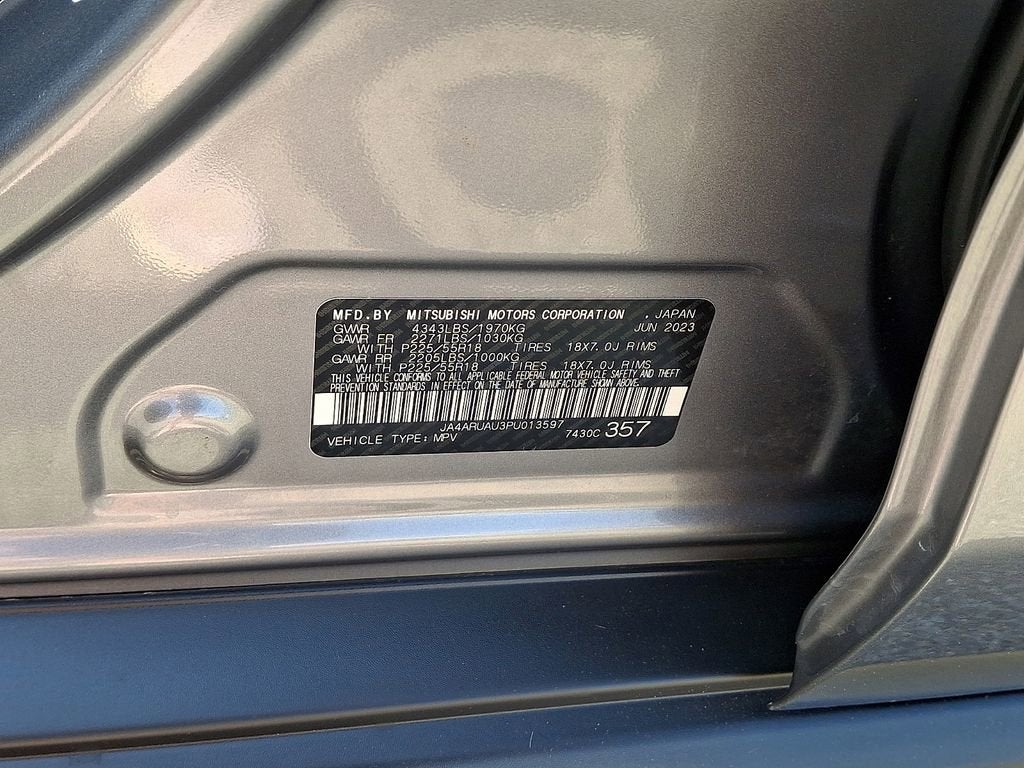 MFD.BY MITSUBISHI MOTORS CORPORATION , JAPAN
GVWR 4343LBS/1970KG JUN 2023
GAWR FR 2271LBS/1030KG
WITH P225/55R18 TIRES 18X7.0J RIMS
GAWR RR 2205LBS/1000KG
WITH P225/55R18 TIRES 18X7.0J RIMS
THIS VEHICLE CONFORMS TO ALL APPLICABLE FEDERAL MOTOR VEHICLE SAFETY AND THEFT
PREVENTION STANDARDS IN EFFECT ON THE DATE OF MANUFACTURE SHOWN ABOVE.
JA4ARUAU3PU013597 7430C 357
VEHICLE TYPE: MPV